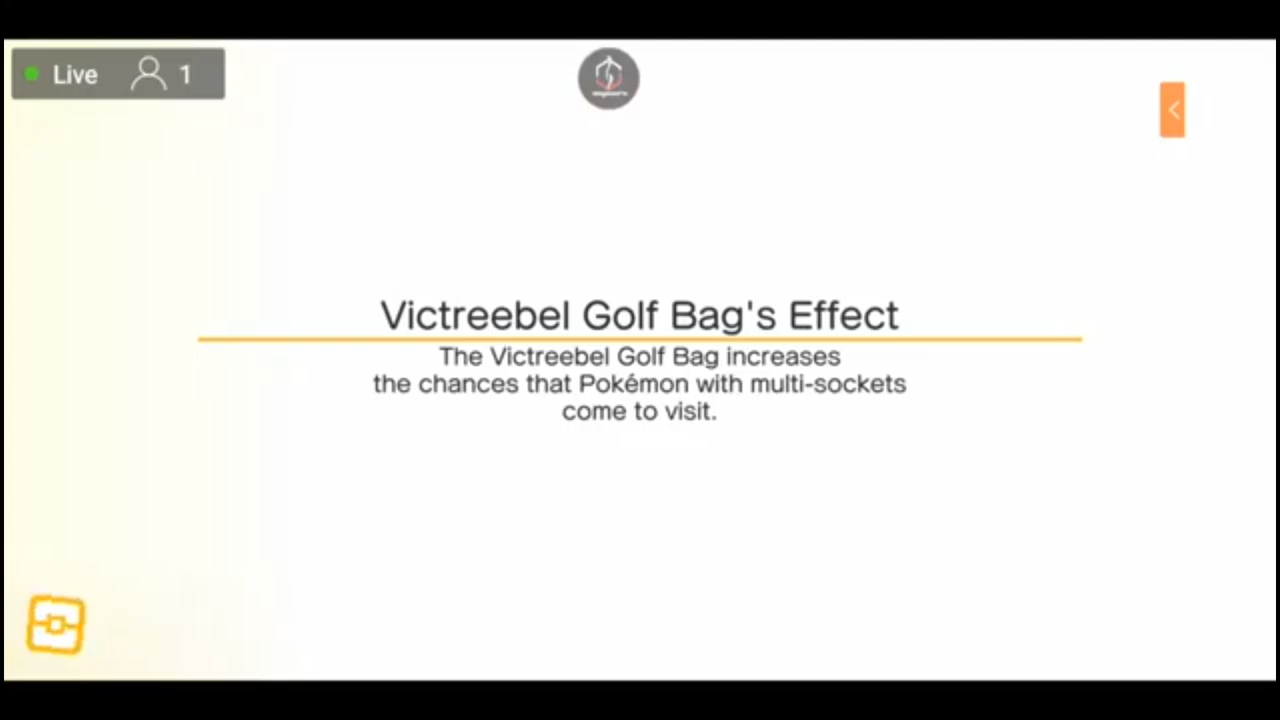 Live 1
Victreebel Golf Bag's Effect
The Victreebel Golf Bag increases
the chances that Pokémon with multi-sockets
come to visit.